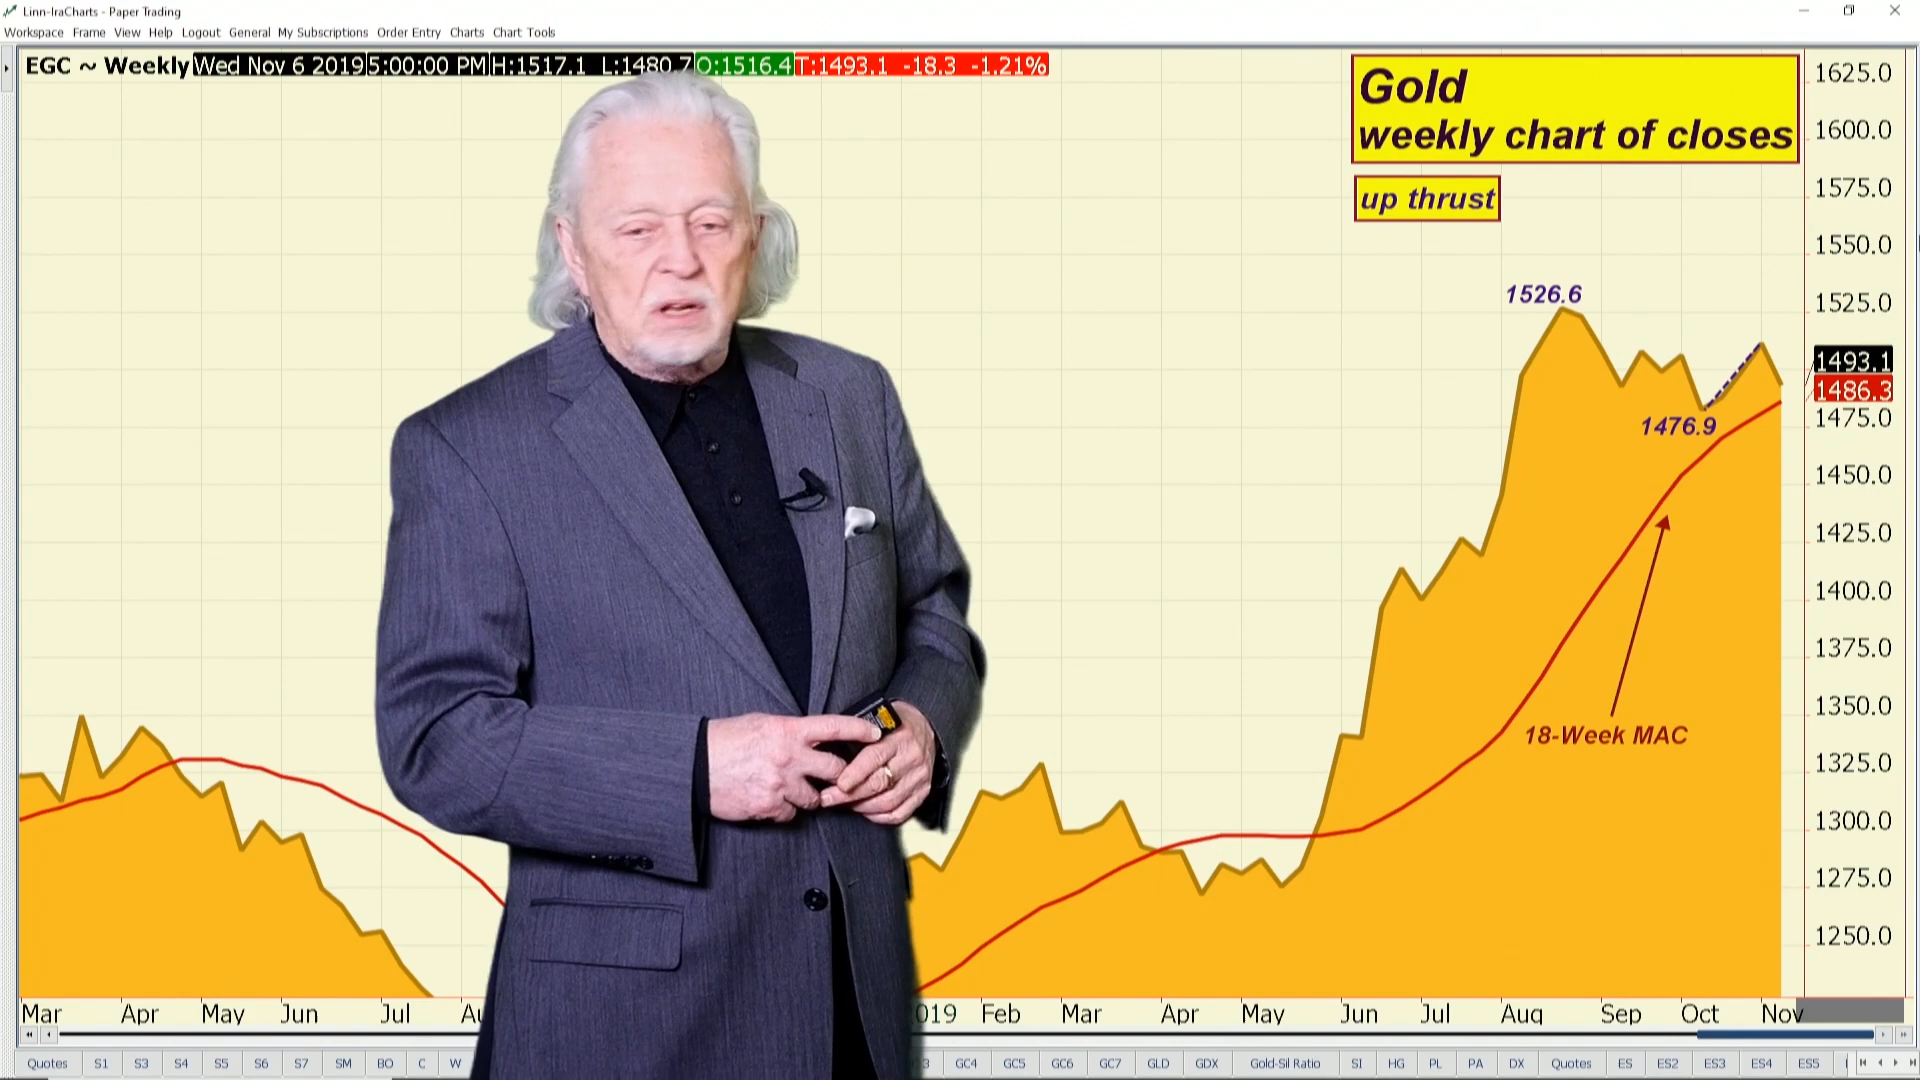 Linn-IraCharts - Paper Trading
Workspace Frame View Help Logout General My Subscriptions Order Entry Charts Chart Tools
EGC ~ Weekly Wed Nov 6 2019 5:00:00 PM H:1517.1 L:1480.7 O:1516.4 T:1493.1 -18.3 -1.21%
Gold
weekly chart of closes
up thrust
1625.0
1600.0
1575.0
1550.0
1526.6
1525.0
1493.1
1486.3
1475.0
1476.9
1450.0
1425.0
1400.0
1375.0
1350.0
18-Week MAC
1325.0
1300.0
1275.0
1250.0
Mar Apr May Jun Jul Au 019 Feb Mar Apr May Jun Jul Aug Sep Oct Nov
Quotes S1 S3 S4 S5 S6 S7 SM BO C W 3 GC4 GC5 GC6 GC7 GLD GDX Gold-Sil Ratio SI HG PL PA DX Quotes ES ES2 ES3 ES4 ES5